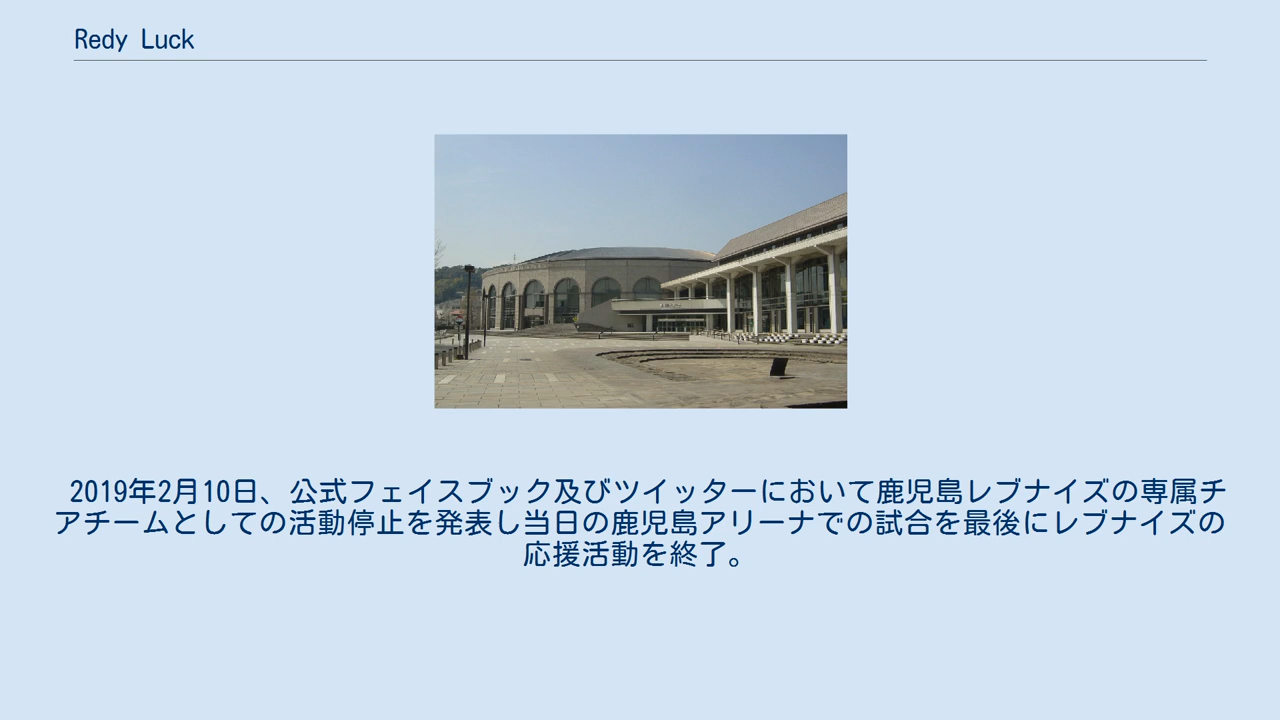 Redy Luck
2019年2月10日、公式フェイスブック及びツイッターにおいて鹿児島レブナイズの専属チ
アチームとしての活動停止を発表し当日の鹿児島アリーナでの試合を最後にレブナイズの
応援活動を終了。